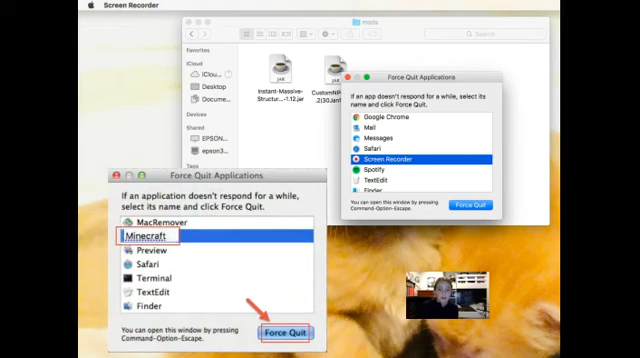 Screen Recorder
mods
Search
Favorites
iCloud
iClou...
Desktop
Docume...
Devices
Shared
EPSON...
epson3...
Tags
JAR
JAR
Instant-Massive-
Structur...-1.12.jar
CustomNP
.2(30Jan1
Force Quit Applications
If an app doesn't respond for a while, select its
name and click Force Quit.
Google Chrome
Mail
Messages
Safari
Screen Recorder
Spotify
TextEdit
Finder
You can open this window by pressing
Command-Option-Escape.
Force Quit
Force Quit Applications
If an application doesn't respond for a while,
select its name and click Force Quit.
MacRemover
Minecraft
Preview
Safari
Terminal
TextEdit
Finder
You can open this window by pressing
Command-Option-Escape.
Force Quit